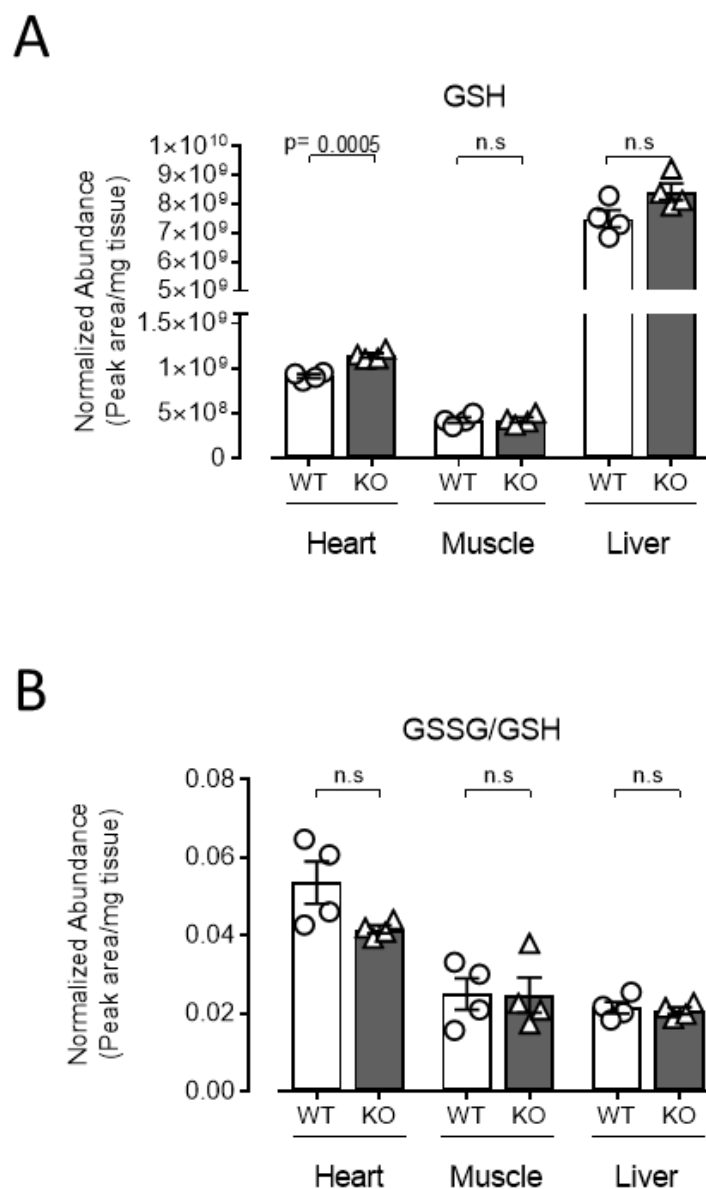 A
GSH
p= 0.0005
n.s
n.s
Normalized Abundance
(Peak area/mg tissue)
1×10¹⁰
9×10⁹
8×10⁹
7×10⁹
6×10⁹
5×10⁹
1.5×10⁹
1×10⁹
5×10⁸
0
WT KO WT KO WT KO
Heart Muscle Liver
B
GSSG/GSH
n.s
n.s
n.s
Normalized Abundance
(Peak area/mg tissue)
0.08
0.06
0.04
0.02
0.00
WT KO WT KO WT KO
Heart Muscle Liver